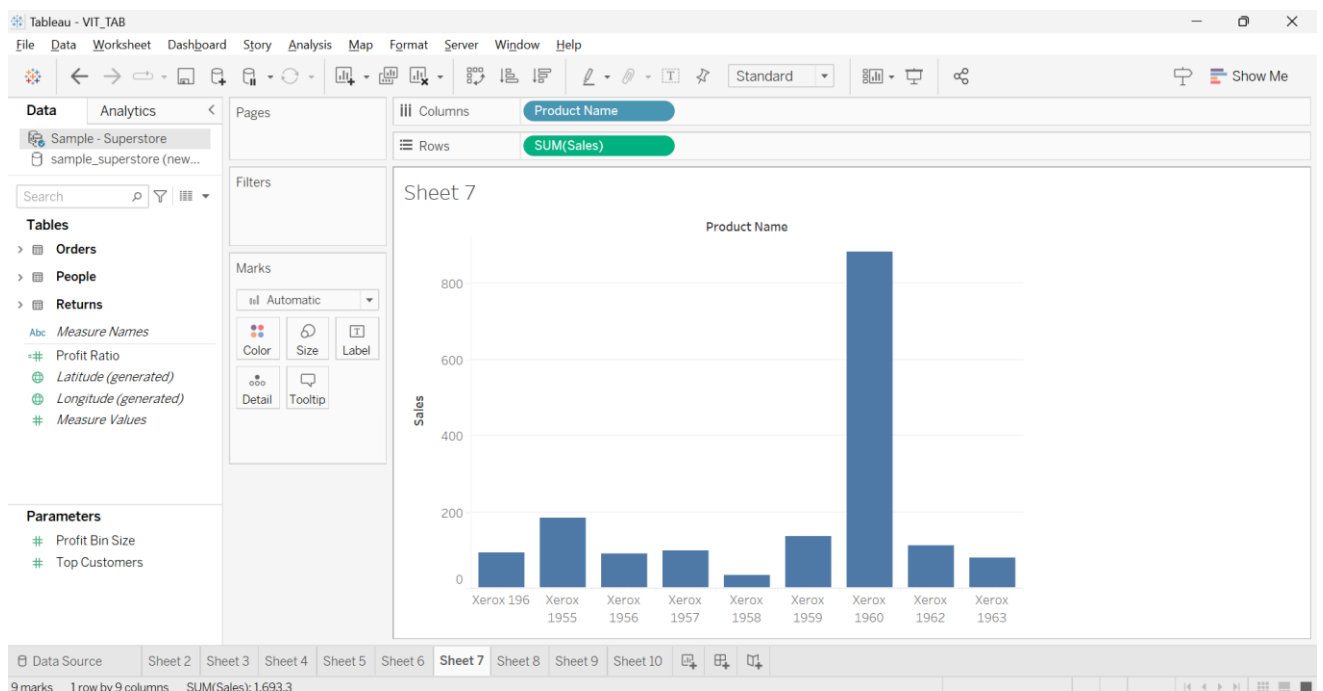 Tableau - VIT_TAB
File Data Worksheet Dashboard Story Analysis Map Format Server Window Help
Standard
Show Me
Data Analytics
Sample - Superstore
sample_superstore (new...
Search
Tables
Orders
People
Returns
Abc Measure Names
=# Profit Ratio
Latitude (generated)
Longitude (generated)
# Measure Values
Parameters
# Profit Bin Size
# Top Customers
Pages
Filters
Marks
Automatic
Color Size Label
Detail Tooltip
Columns Product Name
Rows SUM(Sales)
Sheet 7
Product Name
Sales
800
600
400
200
0
Xerox 196 Xerox Xerox Xerox Xerox Xerox Xerox Xerox Xerox
1955 1956 1957 1958 1959 1960 1962 1963
Data Source Sheet 2 Sheet 3 Sheet 4 Sheet 5 Sheet 6 Sheet 7 Sheet 8 Sheet 9 Sheet 10
9 marks 1 row by 9 columns SUM(Sales): 1,693.3